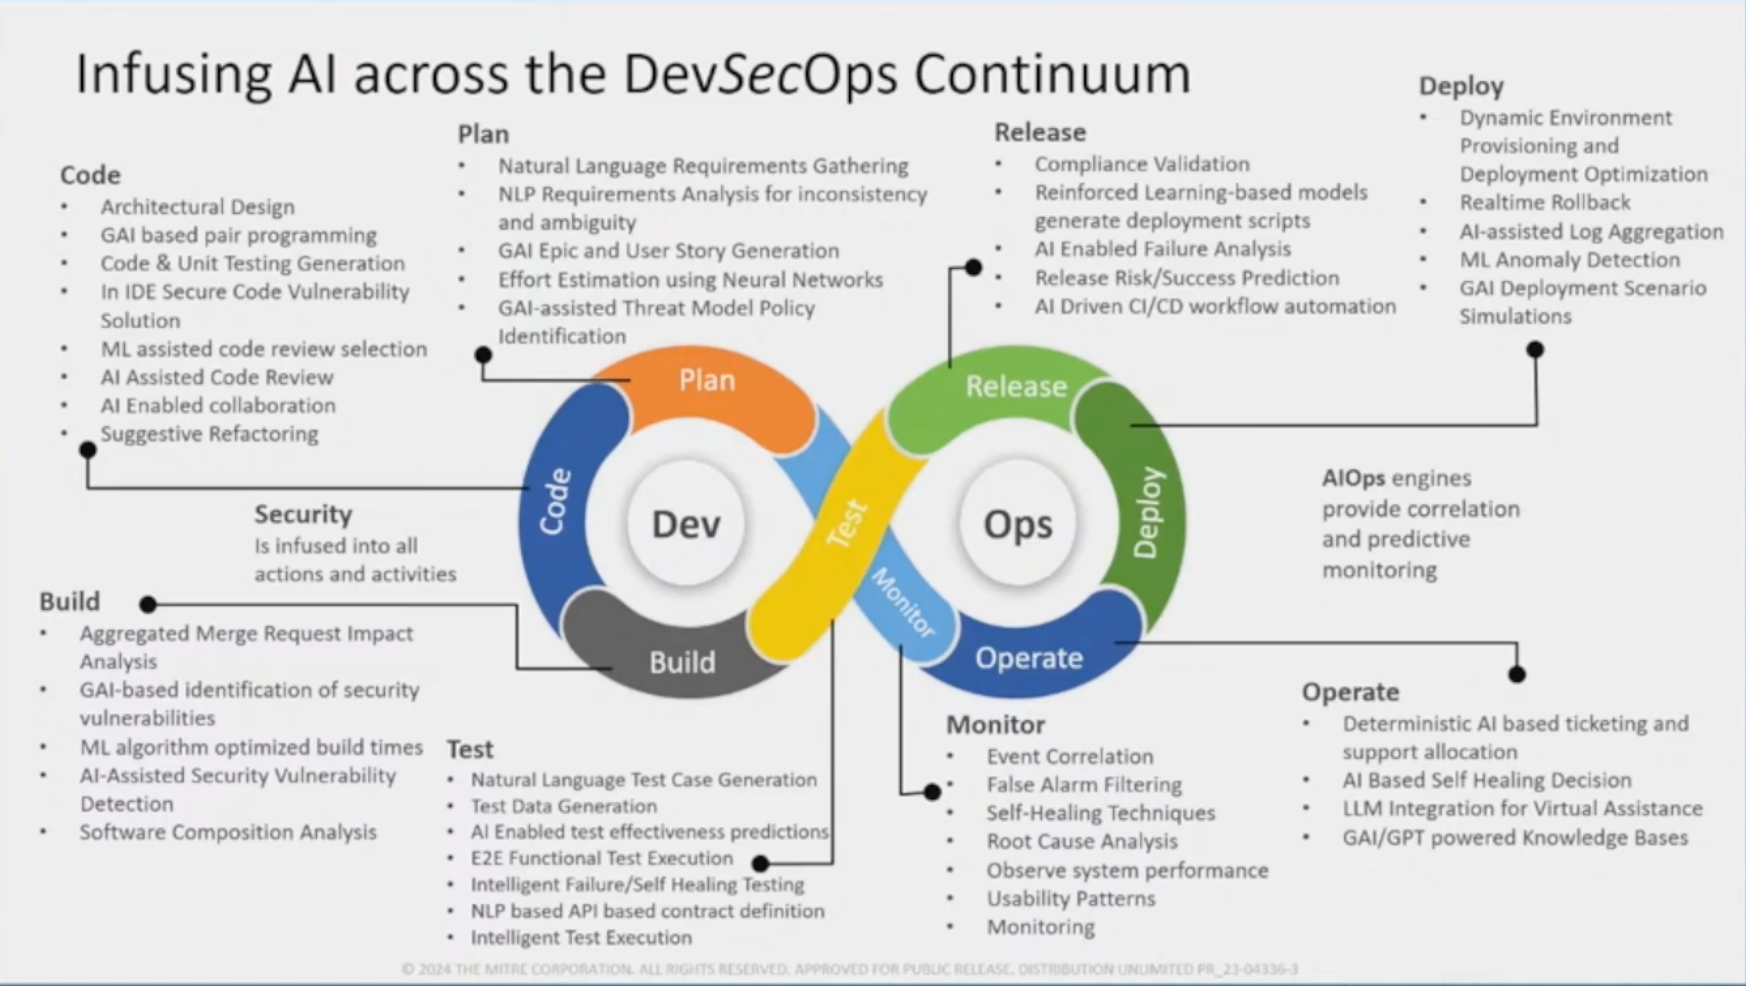 Infusing AI across the DevSecOps Continuum
Code
• Architectural Design
• GAI based pair programming
• Code & Unit Testing Generation
• In IDE Secure Code Vulnerability
Solution
• ML assisted code review selection
• AI Assisted Code Review
• AI Enabled collaboration
• Suggestive Refactoring
Plan
• Natural Language Requirements Gathering
• NLP Requirements Analysis for inconsistency
and ambiguity
• GAI Epic and User Story Generation
• Effort Estimation using Neural Networks
• GAI-assisted Threat Model Policy
Identification
Release
• Compliance Validation
• Reinforced Learning-based models
generate deployment scripts
• AI Enabled Failure Analysis
• Release Risk/Success Prediction
• AI Driven CI/CD workflow automation
Deploy
• Dynamic Environment
Provisioning and
Deployment Optimization
• Realtime Rollback
• AI-assisted Log Aggregation
• ML Anomaly Detection
• GAI Deployment Scenario
Simulations
Plan
Code
Dev
Build
Test
Monitor
Release
Deploy
Ops
Operate
Security
Is infused into all
actions and activities
AIOps engines
provide correlation
and predictive
monitoring
Build
• Aggregated Merge Request Impact
Analysis
• GAI-based identification of security
vulnerabilities
• ML algorithm optimized build times
• AI-Assisted Security Vulnerability
Detection
• Software Composition Analysis
Test
• Natural Language Test Case Generation
• Test Data Generation
• AI Enabled test effectiveness predictions
• E2E Functional Test Execution
• Intelligent Failure/Self Healing Testing
• NLP based API based contract definition
• Intelligent Test Execution
Monitor
• Event Correlation
• False Alarm Filtering
• Self-Healing Techniques
• Root Cause Analysis
• Observe system performance
• Usability Patterns
• Monitoring
Operate
• Deterministic AI based ticketing and
support allocation
• AI Based Self Healing Decision
• LLM Integration for Virtual Assistance
• GAI/GPT powered Knowledge Bases
© 2024 THE MITRE CORPORATION. ALL RIGHTS RESERVED. APPROVED FOR PUBLIC RELEASE. DISTRIBUTION UNLIMITED PR_23-04336-3